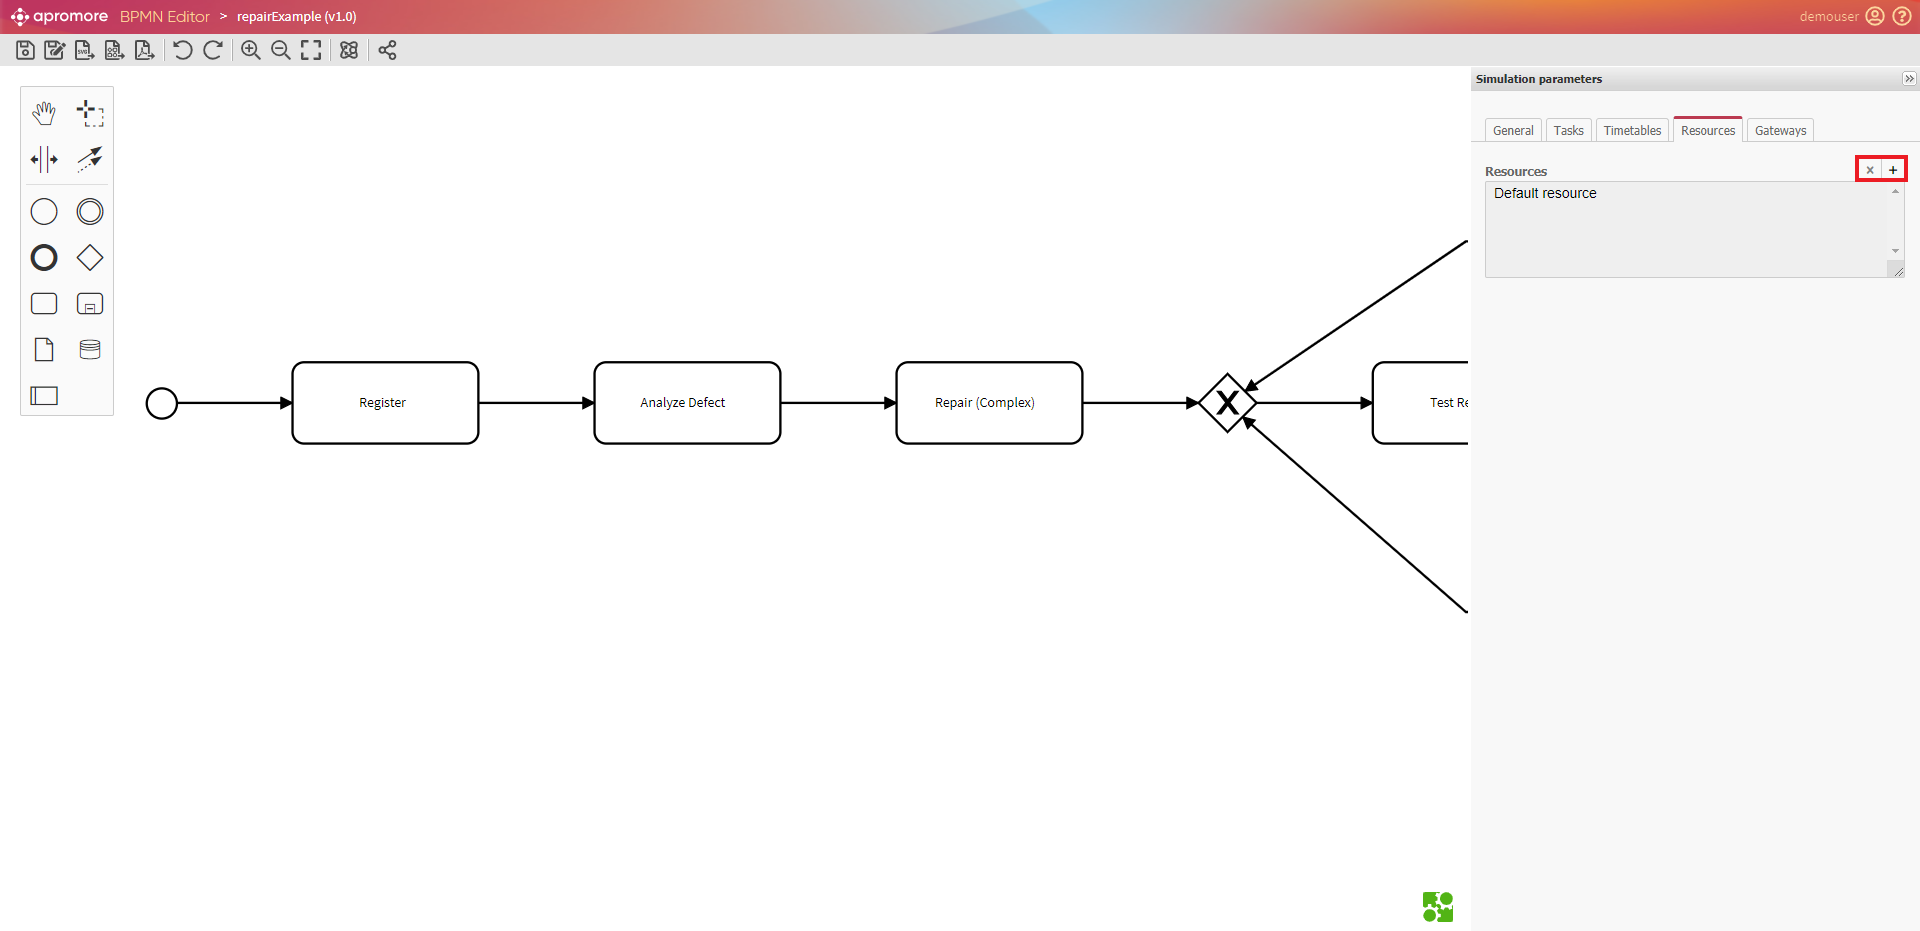 apromore BPMN Editor > repairExample (v1.0)
demouser
Simulation parameters
General Tasks Timetables Resources Gateways
Resources
Default resource
Register
Analyze Defect
Repair (Complex)
X
Test Re